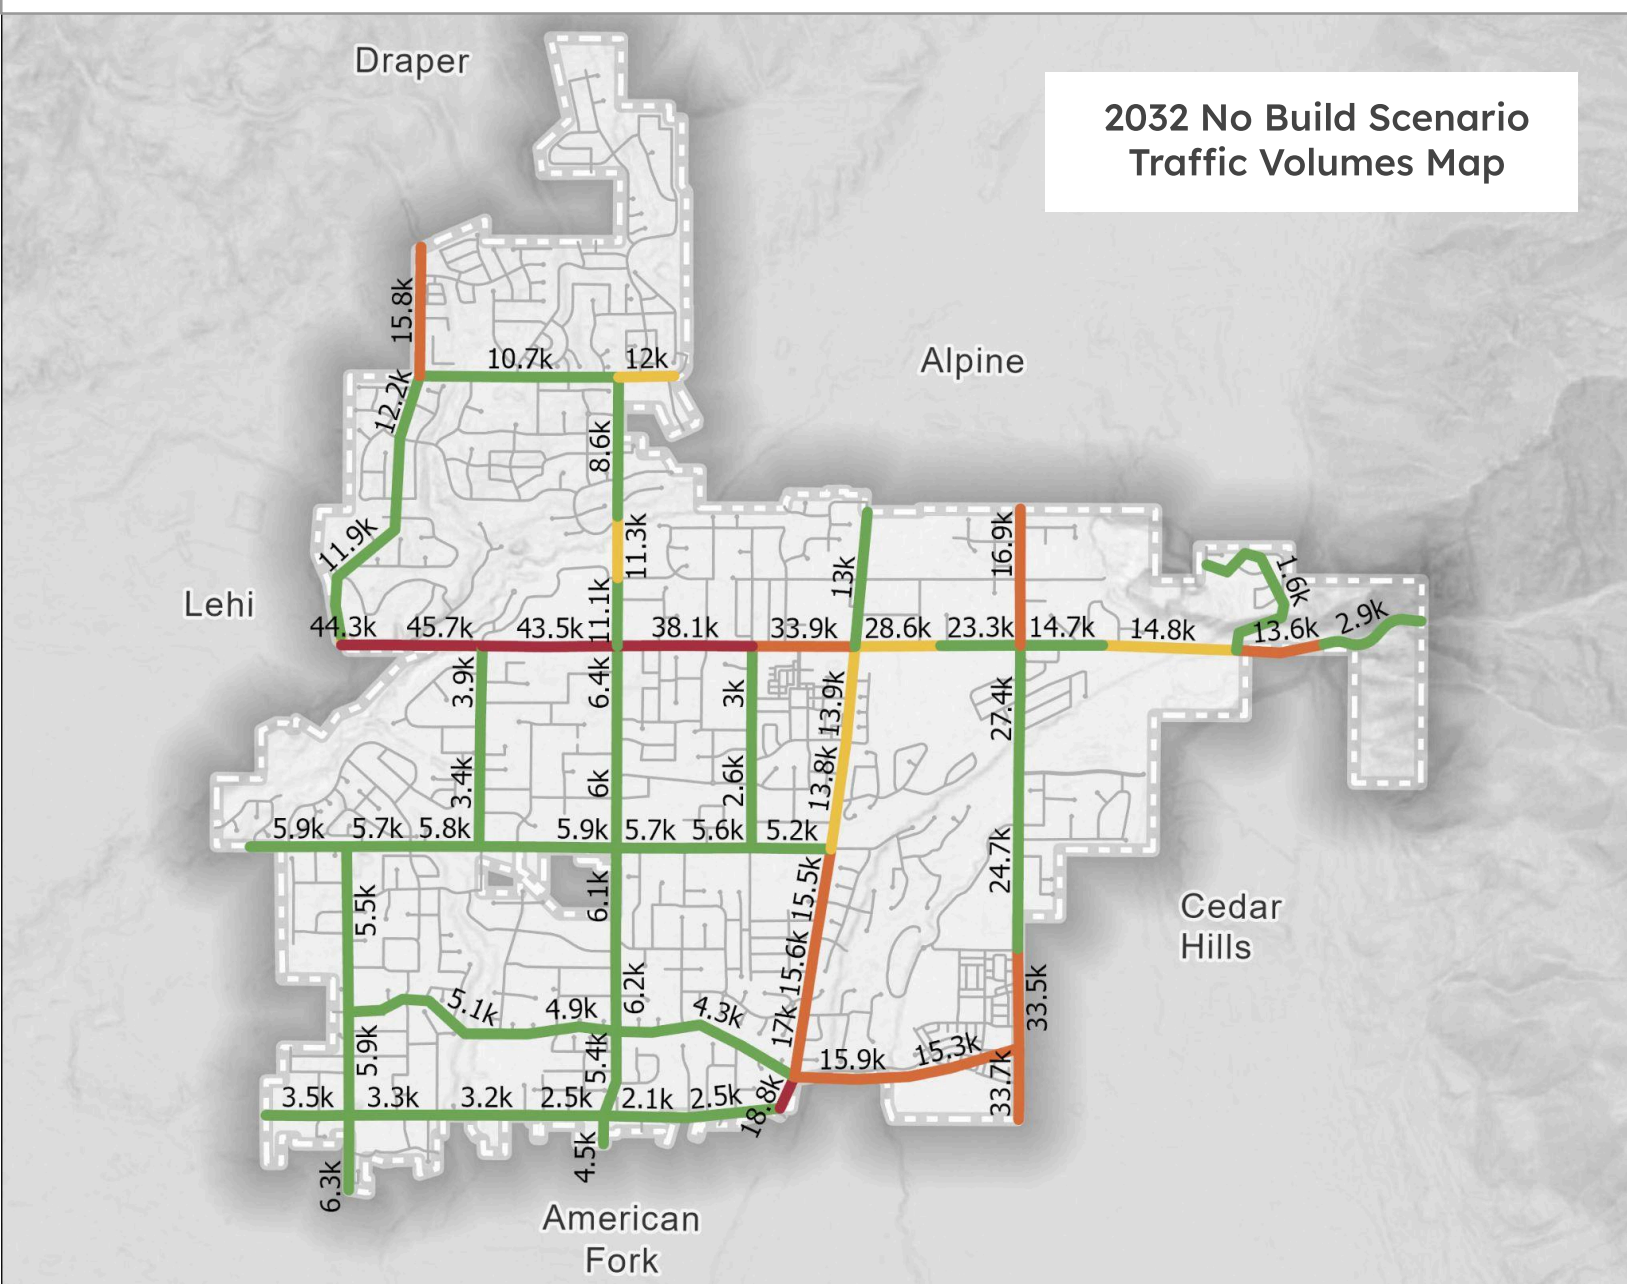 Draper
2032 No Build Scenario
Traffic Volumes Map
15.8k
10.7k
12k
Alpine
12.2k
8.6k
11.3k
16.9k
11.9k
13k
1.6k
Lehi
11.1k
44.3k
45.7k
43.5k
38.1k
33.9k
28.6k
23.3k
14.7k
14.8k
13.6k
2.9k
3.9k
6.4k
3k
13.9k
27.4k
3.4k
6k
2.6k
13.8k
5.9k
5.7k
5.8k
5.9k
5.7k
5.6k
5.2k
24.7k
5.5k
6.1k
15.5k
Cedar
Hills
15.6k
6.2k
33.5k
5.1k
4.9k
4.3k
17k
5.9k
5.4k
15.9k
15.3k
33.7k
3.5k
3.3k
3.2k
2.5k
2.1k
2.5k
18.8k
4.5k
6.3k
American
Fork